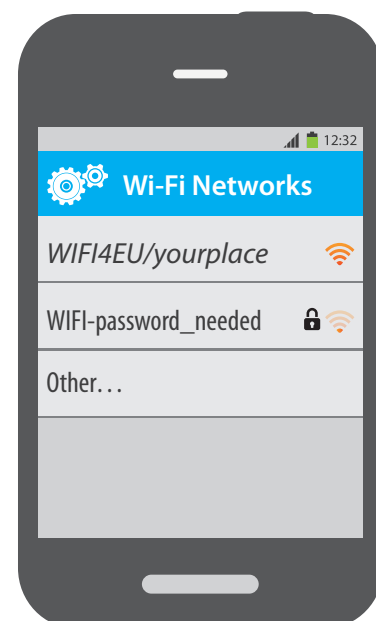 12:32
Wi-Fi Networks
WIFI4EU/yourplace
WIFI-password_needed
Other...